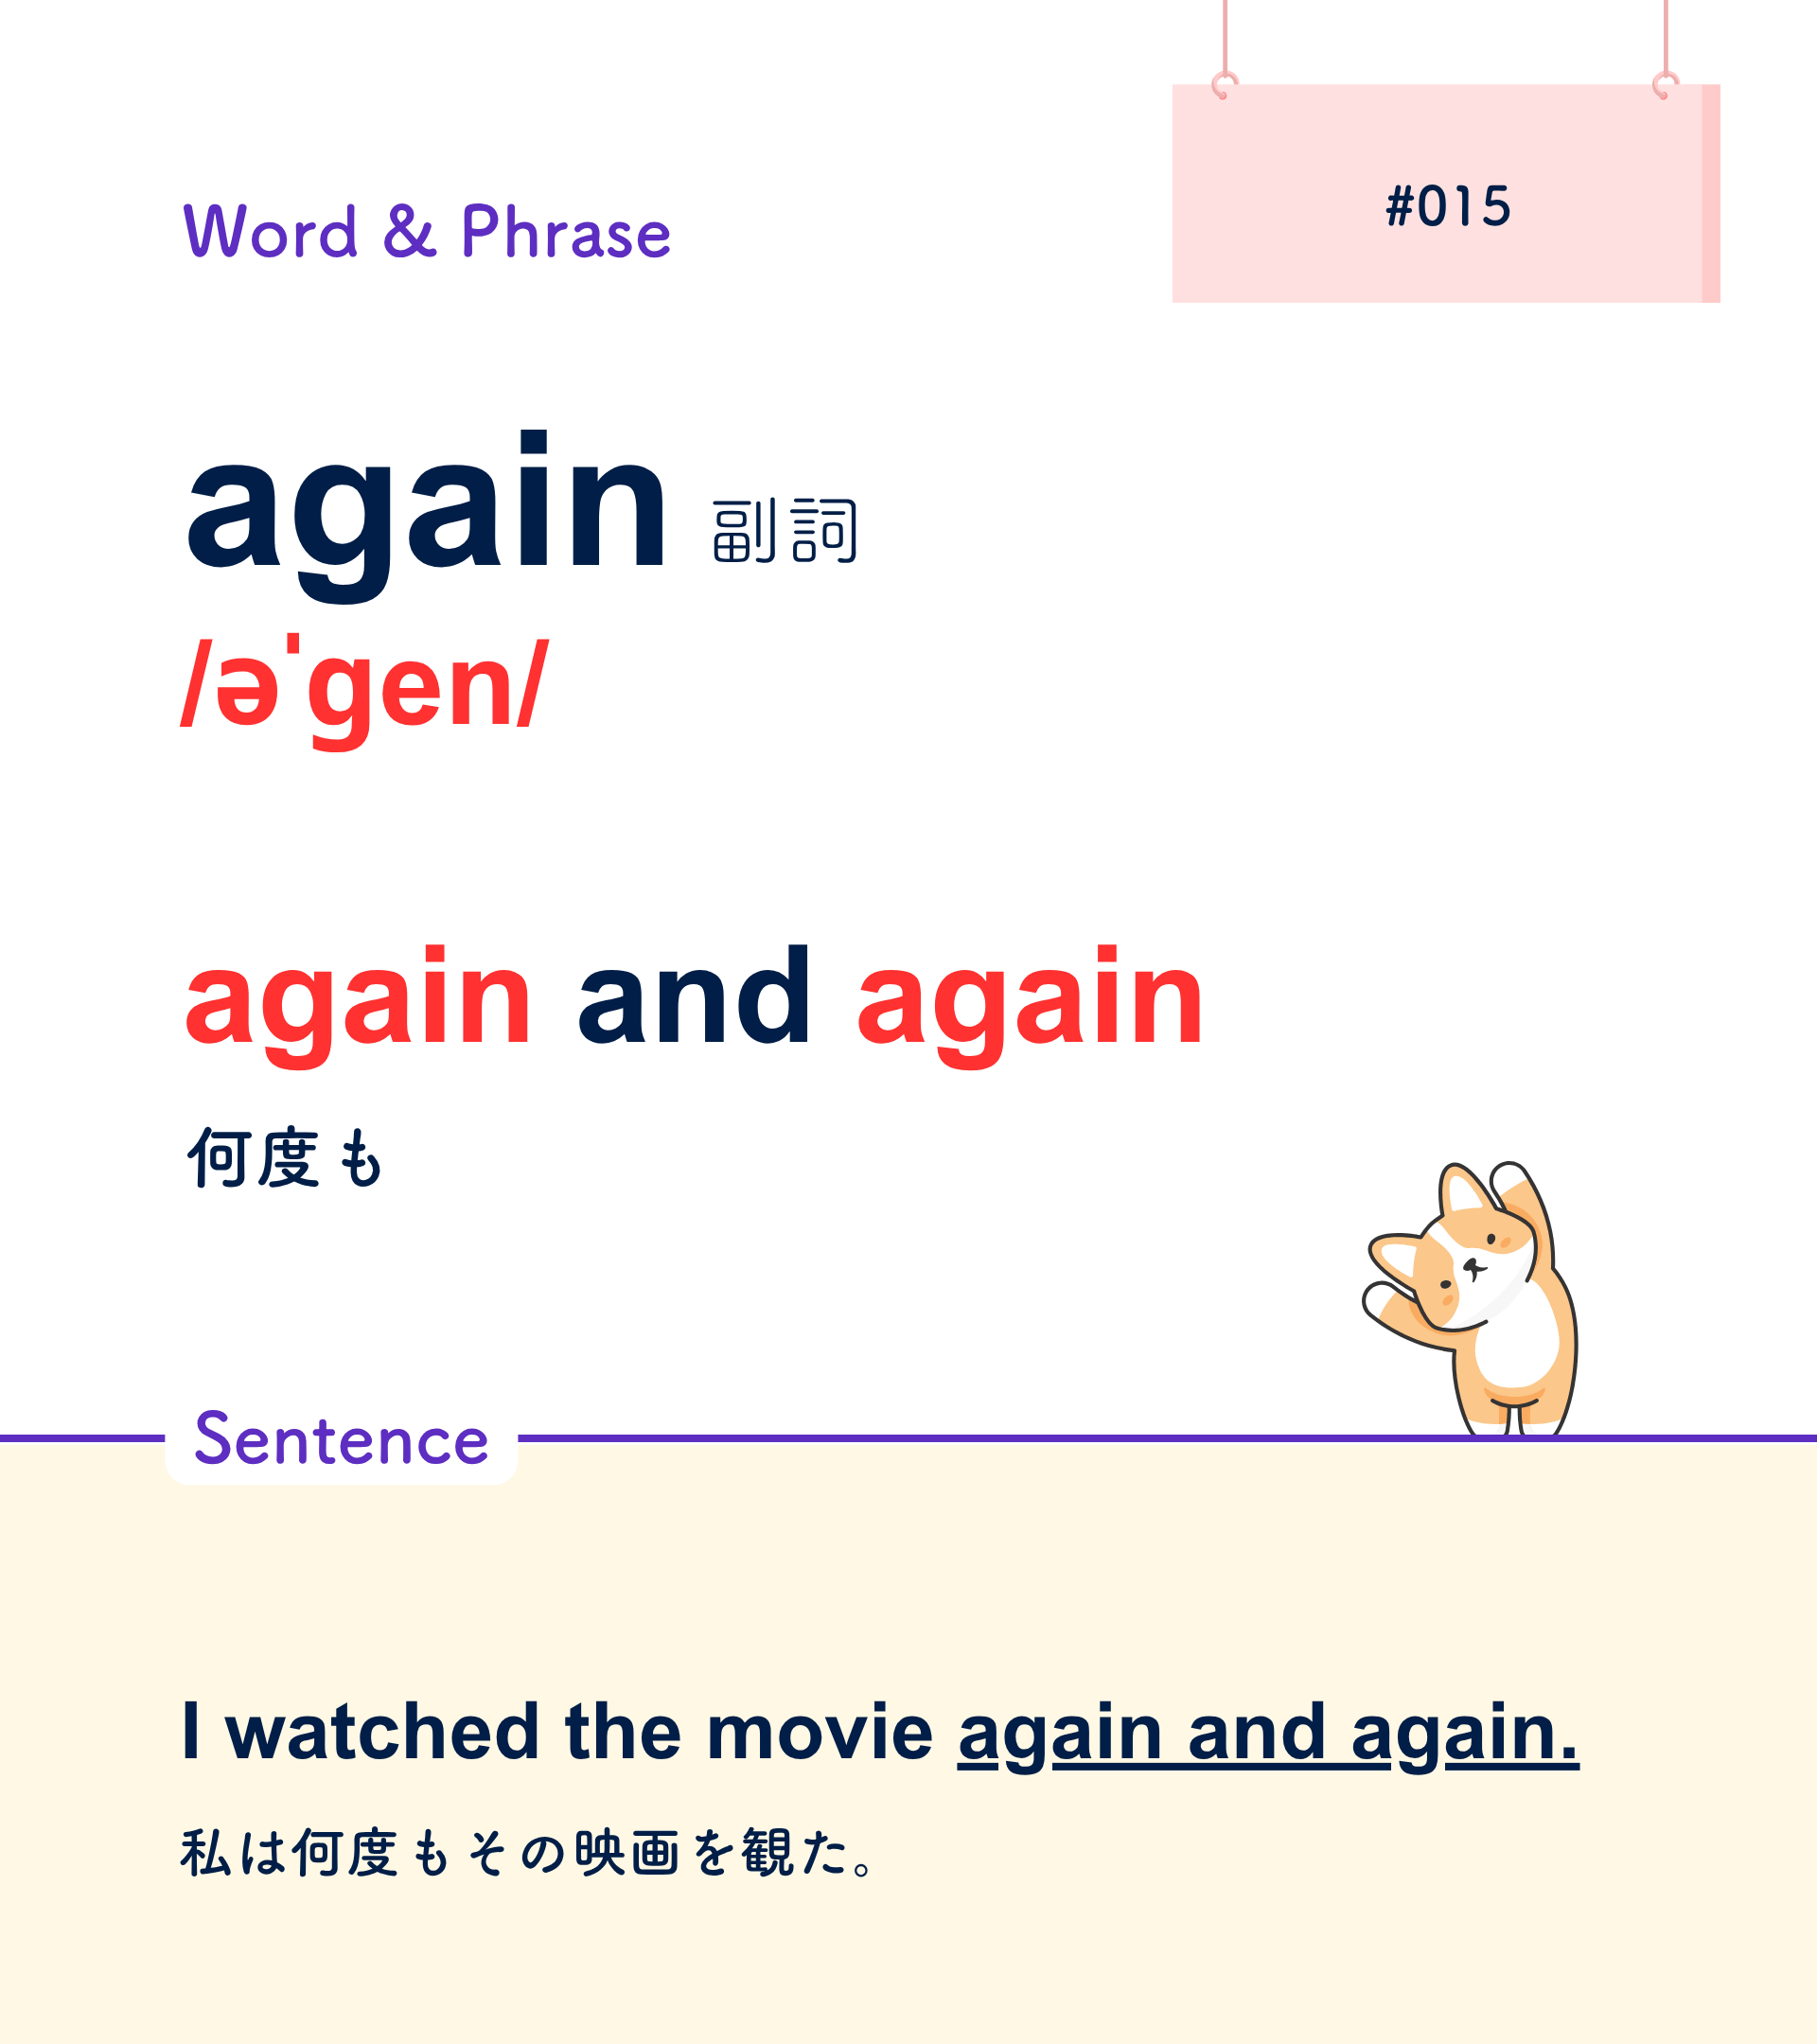 #015
Word & Phrase
again 副詞
/əˈgen/
again and again
何度も
Sentence
I watched the movie again and again.
私は何度もその映画を観た。